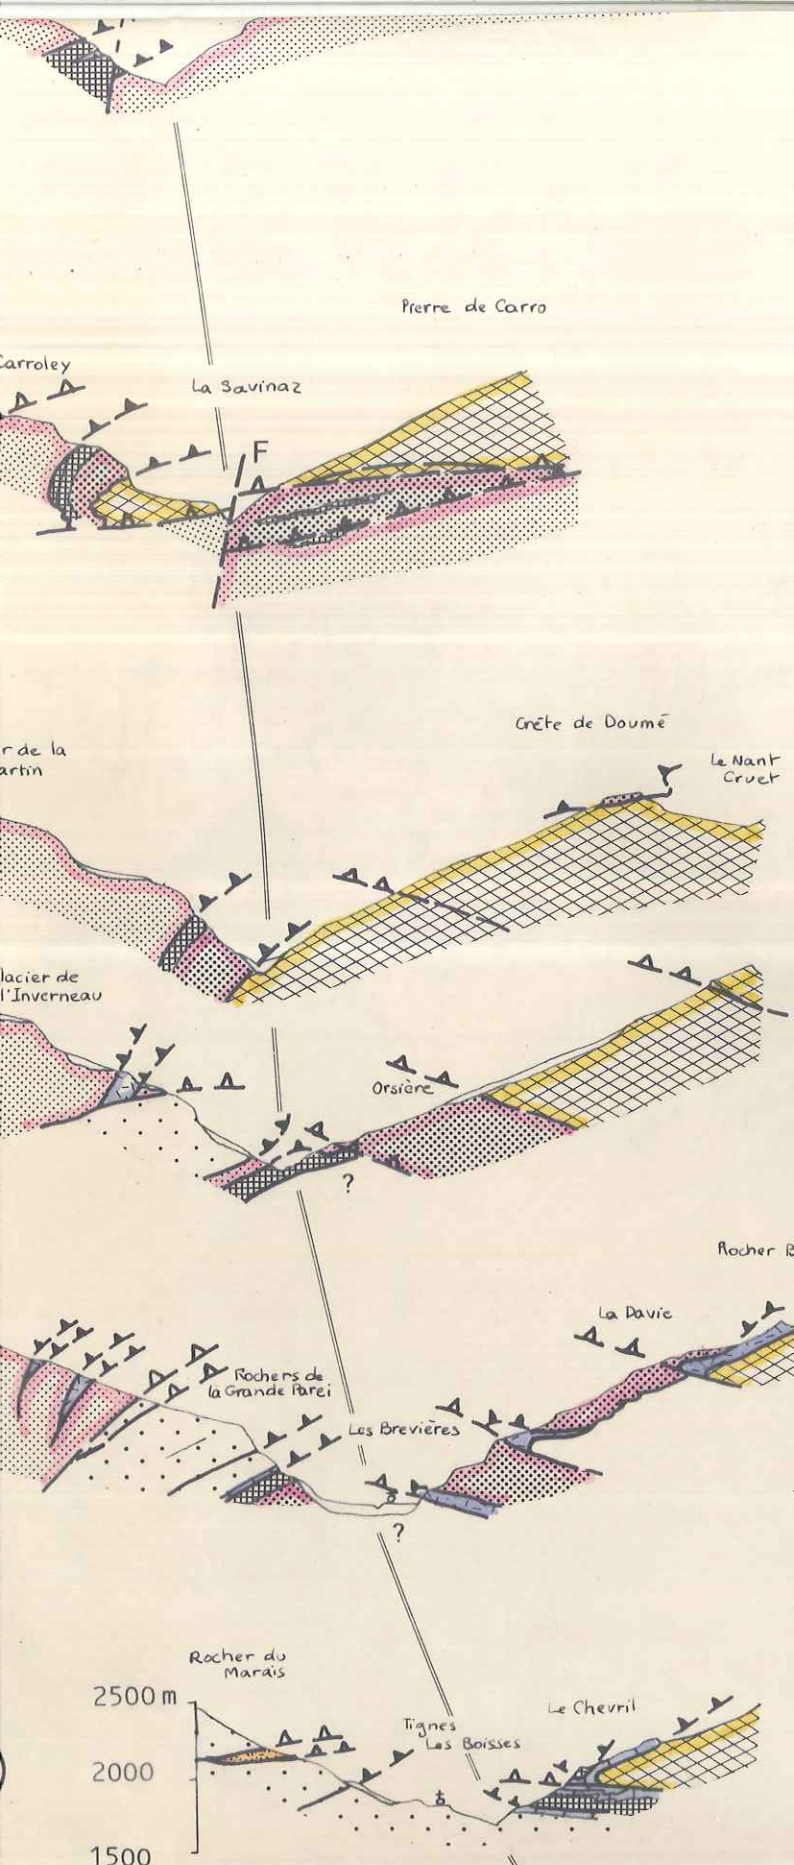 Pierre de Carro
Carroley
La Savinaz
F
Crête de Doumé
r de la
artin
Le Nant
Cruet
lacier de
l'Inverneau
Orsière
?
Rocher B
La Davie
Rochers de
la Grande Parei
Les Brevières
?
Rocher du
Marais
2500 m
Le Chevril
Tignes
Les Boisses
2000
1500